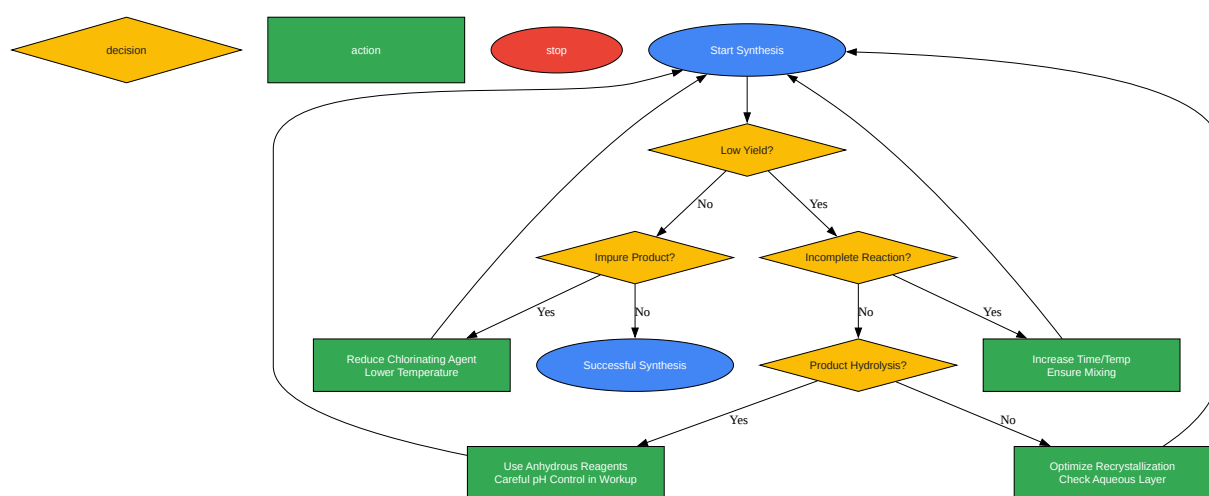 decision
action
stop
Start Synthesis
Low Yield?
No
Yes
Impure Product?
Incomplete Reaction?
Yes
No
No
Yes
Reduce Chlorinating Agent
Lower Temperature
Successful Synthesis
Product Hydrolysis?
Increase Time/Temp
Ensure Mixing
Yes
No
Use Anhydrous Reagents
Careful pH Control in Workup
Optimize Recrystallization
Check Aqueous Layer